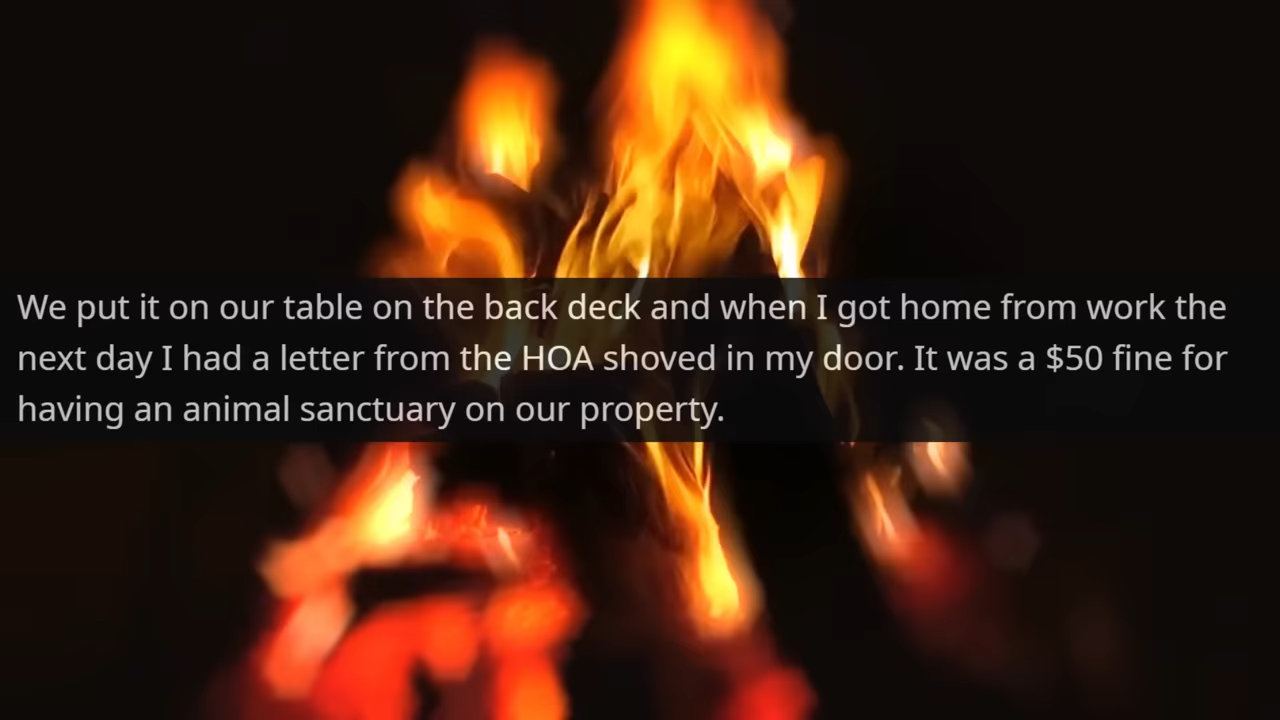 We put it on our table on the back deck and when I got home from work the
next day I had a letter from the HOA shoved in my door. It was a $50 fine for
having an animal sanctuary on our property.